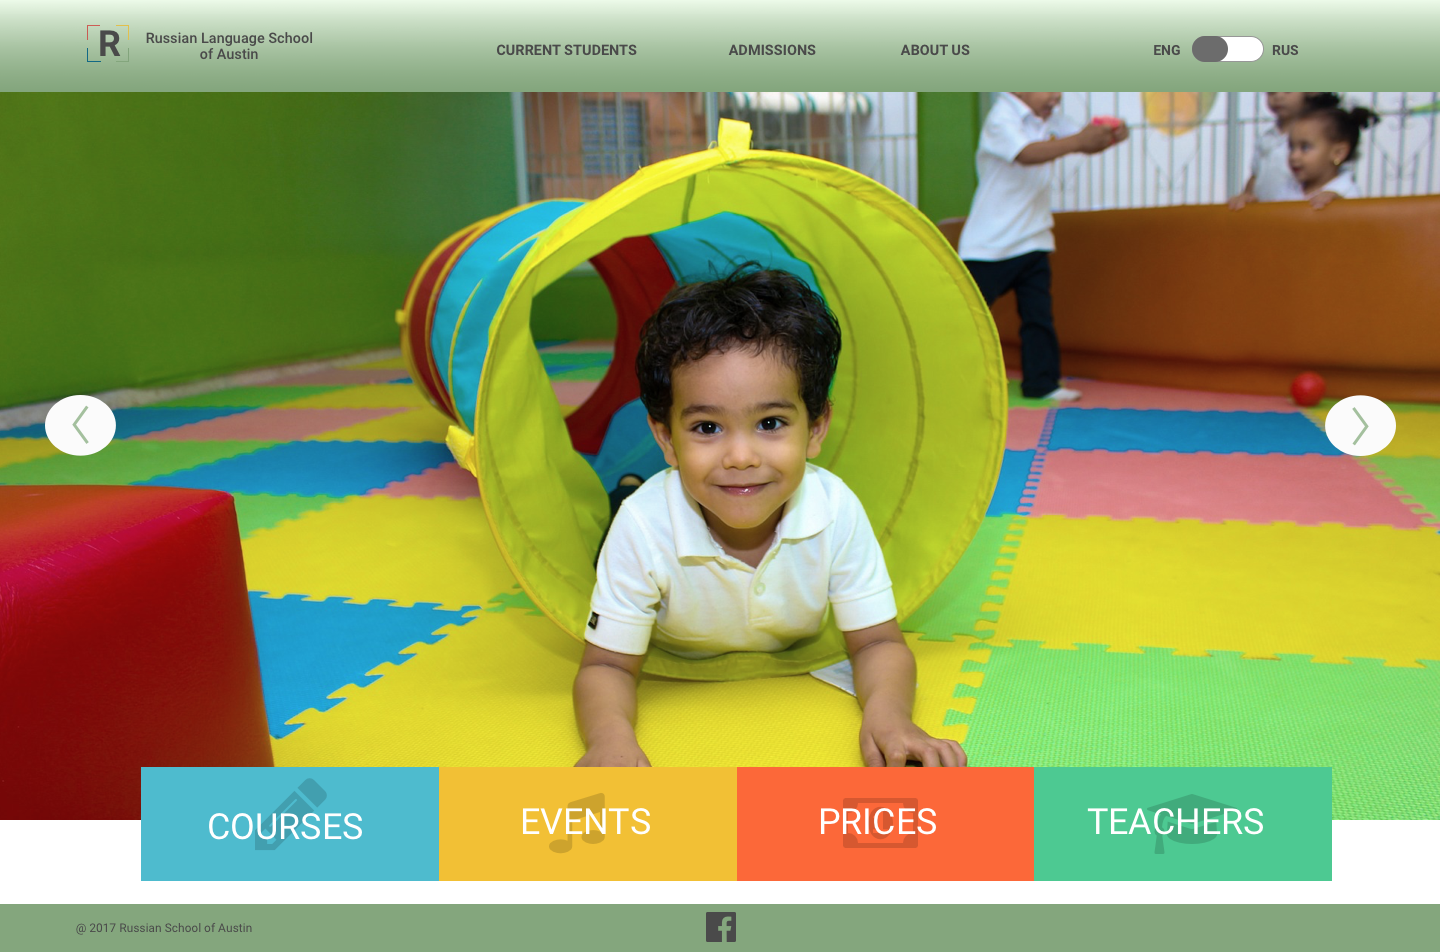 R
Russian Language School
of Austin
CURRENT STUDENTS
ADMISSIONS
ABOUT US
ENG
RUS
COURSES
EVENTS
PRICES
TEACHERS
@ 2017 Russian School of Austin